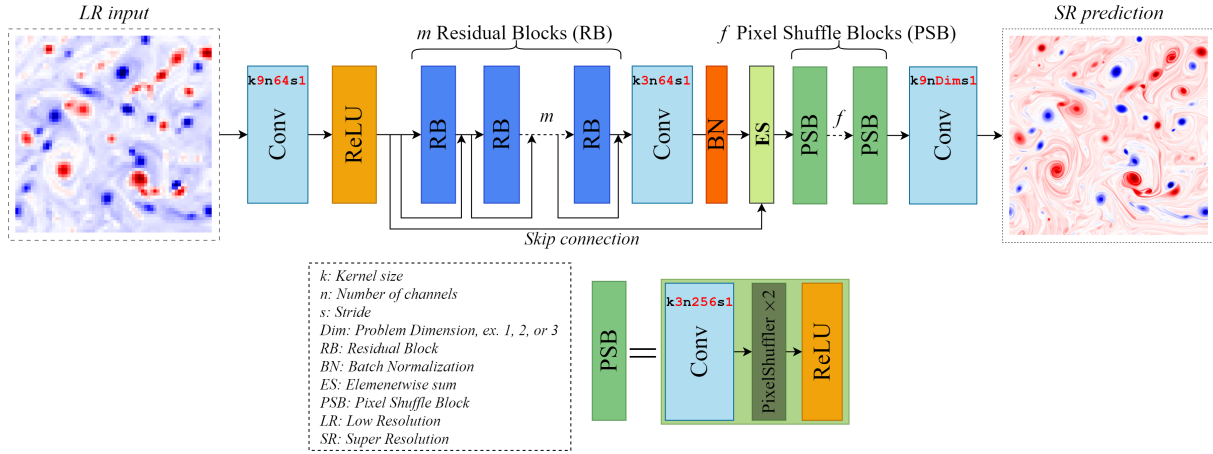 LR input
SR prediction
m Residual Blocks (RB)
f Pixel Shuffle Blocks (PSB)
k9n64s1
Conv
ReLU
RB
RB
m
RB
k3n64s1
Conv
BN
ES
PSB
f
PSB
k9nDims1
Conv
Skip connection
k: Kernel size
n: Number of channels
s: Stride
Dim: Problem Dimension, ex. 1, 2, or 3
RB: Residual Block
BN: Batch Normalization
ES: Elemenetwise sum
PSB: Pixel Shuffle Block
LR: Low Resolution
SR: Super Resolution
PSB
k3n256s1
Conv
PixelShuffler ×2
ReLU